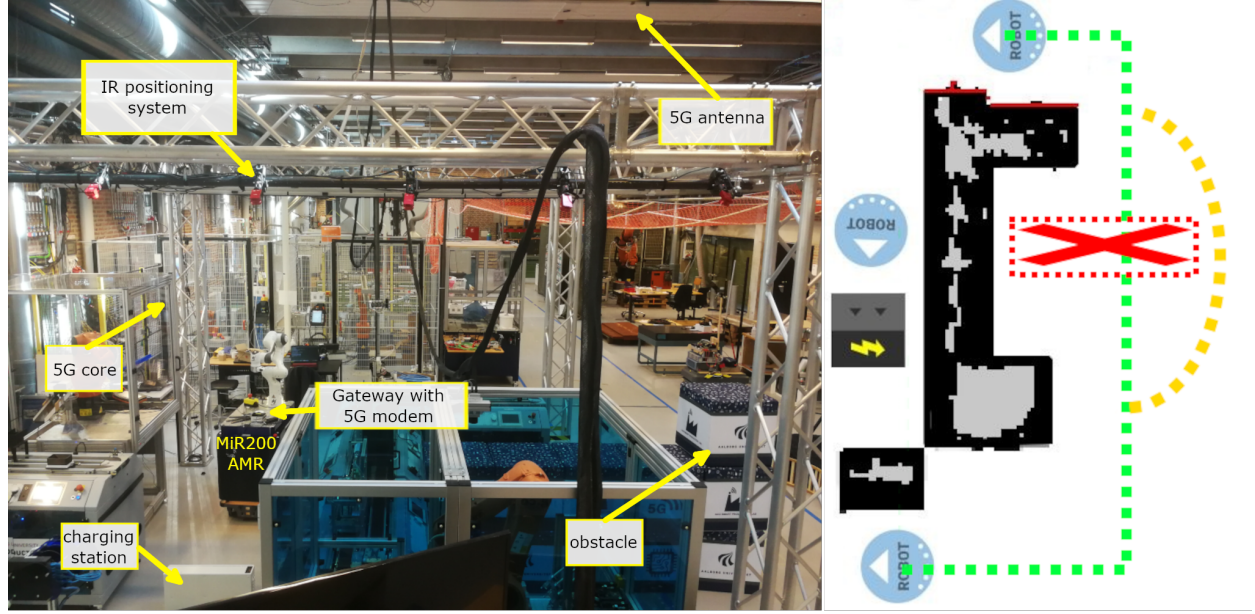 IR positioning
system
5G antenna
5G core
Gateway with
5G modem
MiR200
AMR
charging
station
obstacle
5G
ROBOT
ROBOT
ROBOT